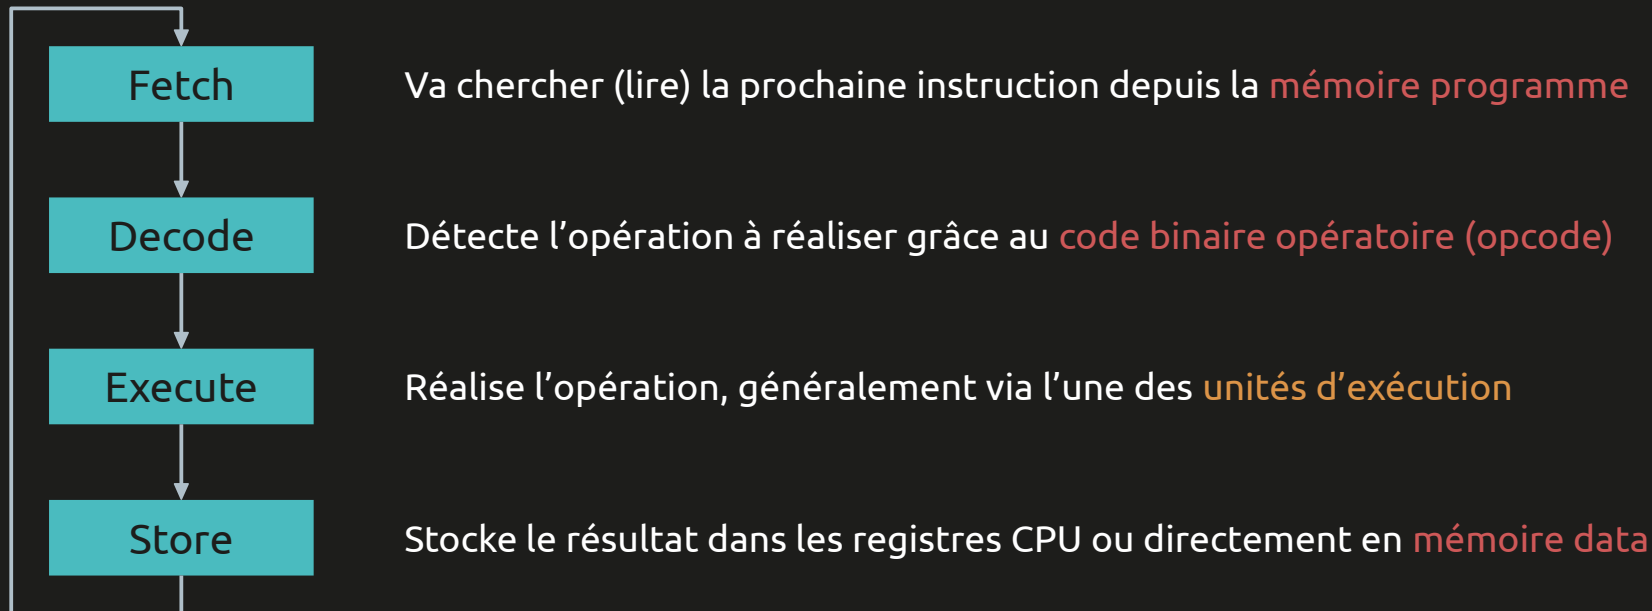 Fetch
Va chercher (lire) la prochaine instruction depuis la mémoire programme
Decode
Détecte l’opération à réaliser grâce au code binaire opératoire (opcode)
Execute
Réalise l’opération, généralement via l’une des unités d’exécution
Store
Stocke le résultat dans les registres CPU ou directement en mémoire data